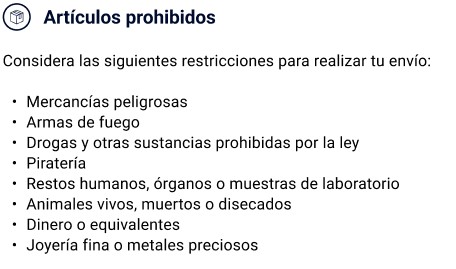 Artículos prohibidos
Considera las siguientes restricciones para realizar tu envío:
• Mercancías peligrosas
• Armas de fuego
• Drogas y otras sustancias prohibidas por la ley
• Piratería
• Restos humanos, órganos o muestras de laboratorio
• Animales vivos, muertos o disecados
• Dinero o equivalentes
• Joyería fina o metales preciosos